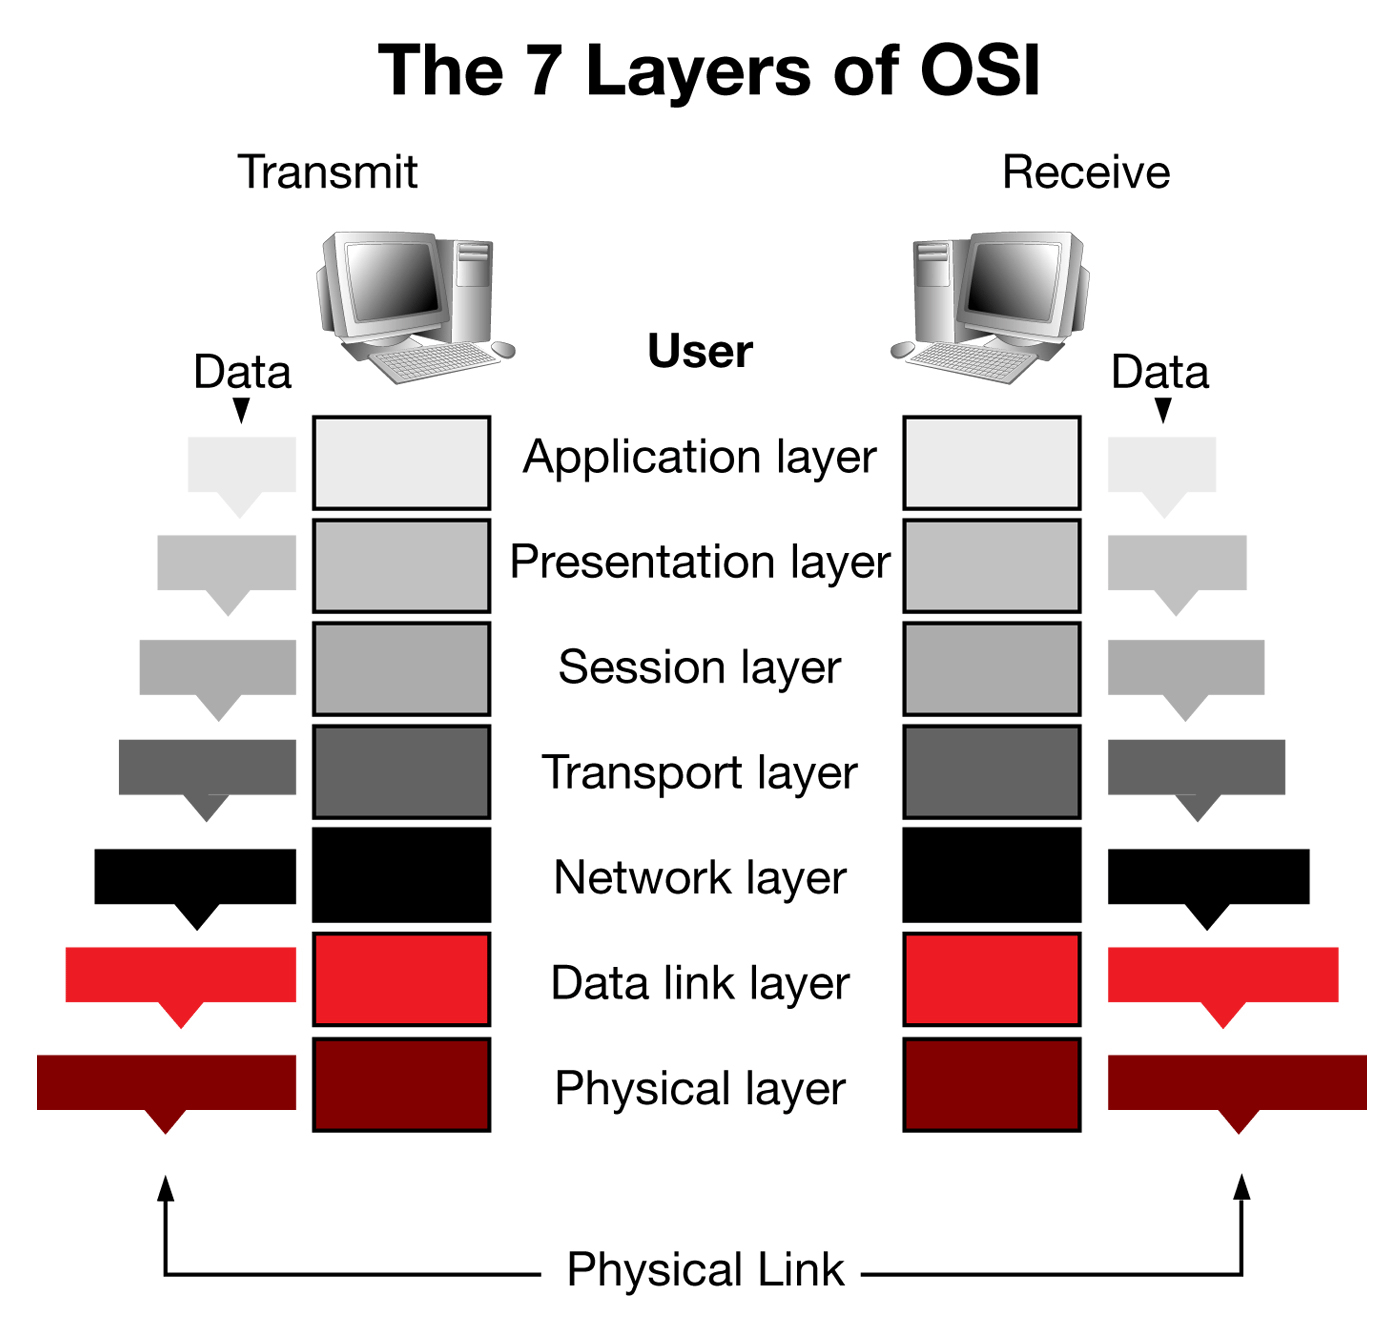 The 7 Layers of OSI
Transmit
Receive
User
Data
Data
Application layer
Presentation layer
Session layer
Transport layer
Network layer
Data link layer
Physical layer
Physical Link